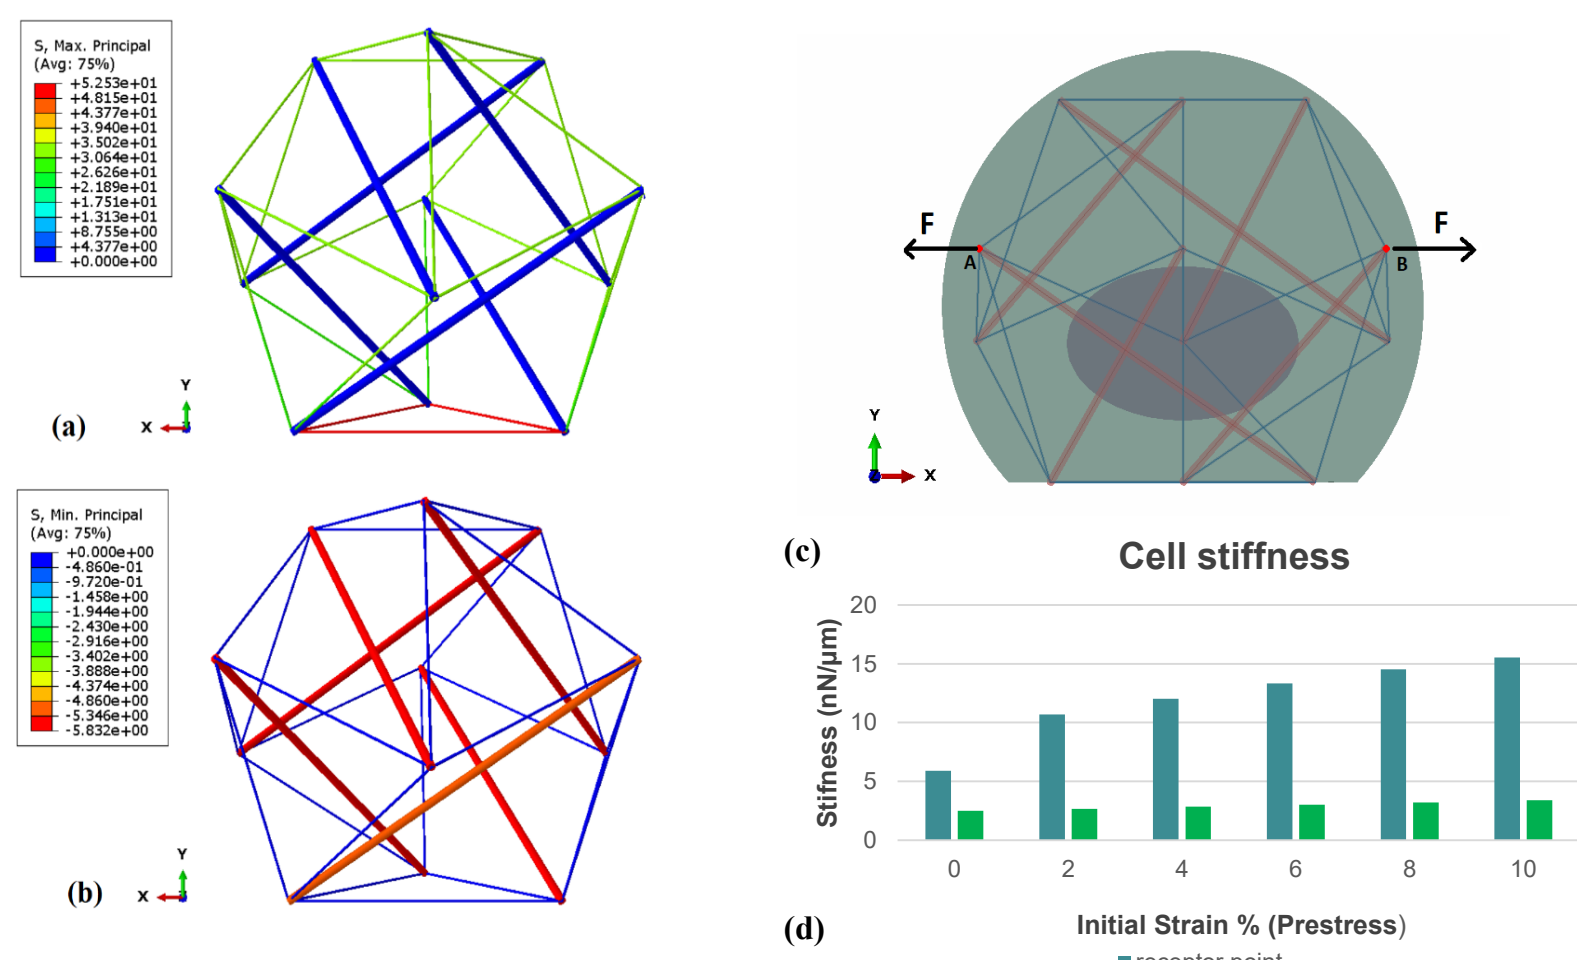 S, Max. Principal
(Avg: 75%)
+5.253e+01
+4.815e+01
+4.377e+01
+3.940e+01
+3.502e+01
+3.064e+01
+2.626e+01
+2.189e+01
+1.751e+01
+1.313e+01
+8.755e+00
+4.377e+00
+0.000e+00
Y
X
(a)
S, Min. Principal
(Avg: 75%)
+0.000e+00
-4.860e-01
-9.720e-01
-1.458e+00
-1.944e+00
-2.430e+00
-2.916e+00
-3.402e+00
-3.888e+00
-4.374e+00
-4.860e+00
-5.346e+00
-5.832e+00
Y
X
(b)
F
F
A
B
Y
X
(c)
Cell stiffness
Stifness (nN/μm)
20
15
10
5
0
0 2 4 6 8 10
Initial Strain % (Prestress)
(d)
receptor point